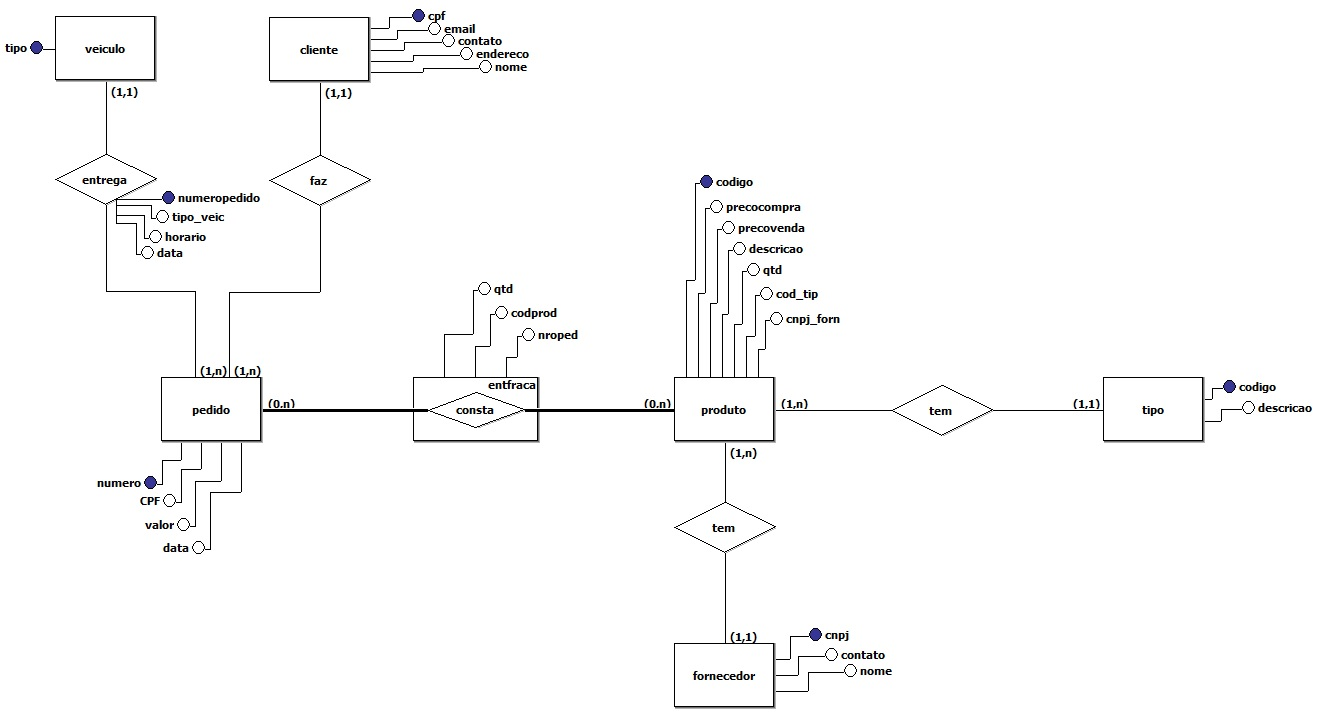 tipo
veiculo
(1,1)
cliente
cpf
email
contato
endereco
nome
(1,1)
entrega
numeropedido
tipo_veic
horario
data
faz
codigo
precocompra
precovenda
descricao
qtd
cod_tip
cnpj_forn
qtd
codprod
nroped
(1,n)
(1,n)
pedido
(0,n)
entfraca
consta
(0,n)
produto
(1,n)
tem
(1,1)
tipo
codigo
descricao
numero
CPF
valor
data
(1,n)
tem
(1,1)
fornecedor
cnpj
contato
nome